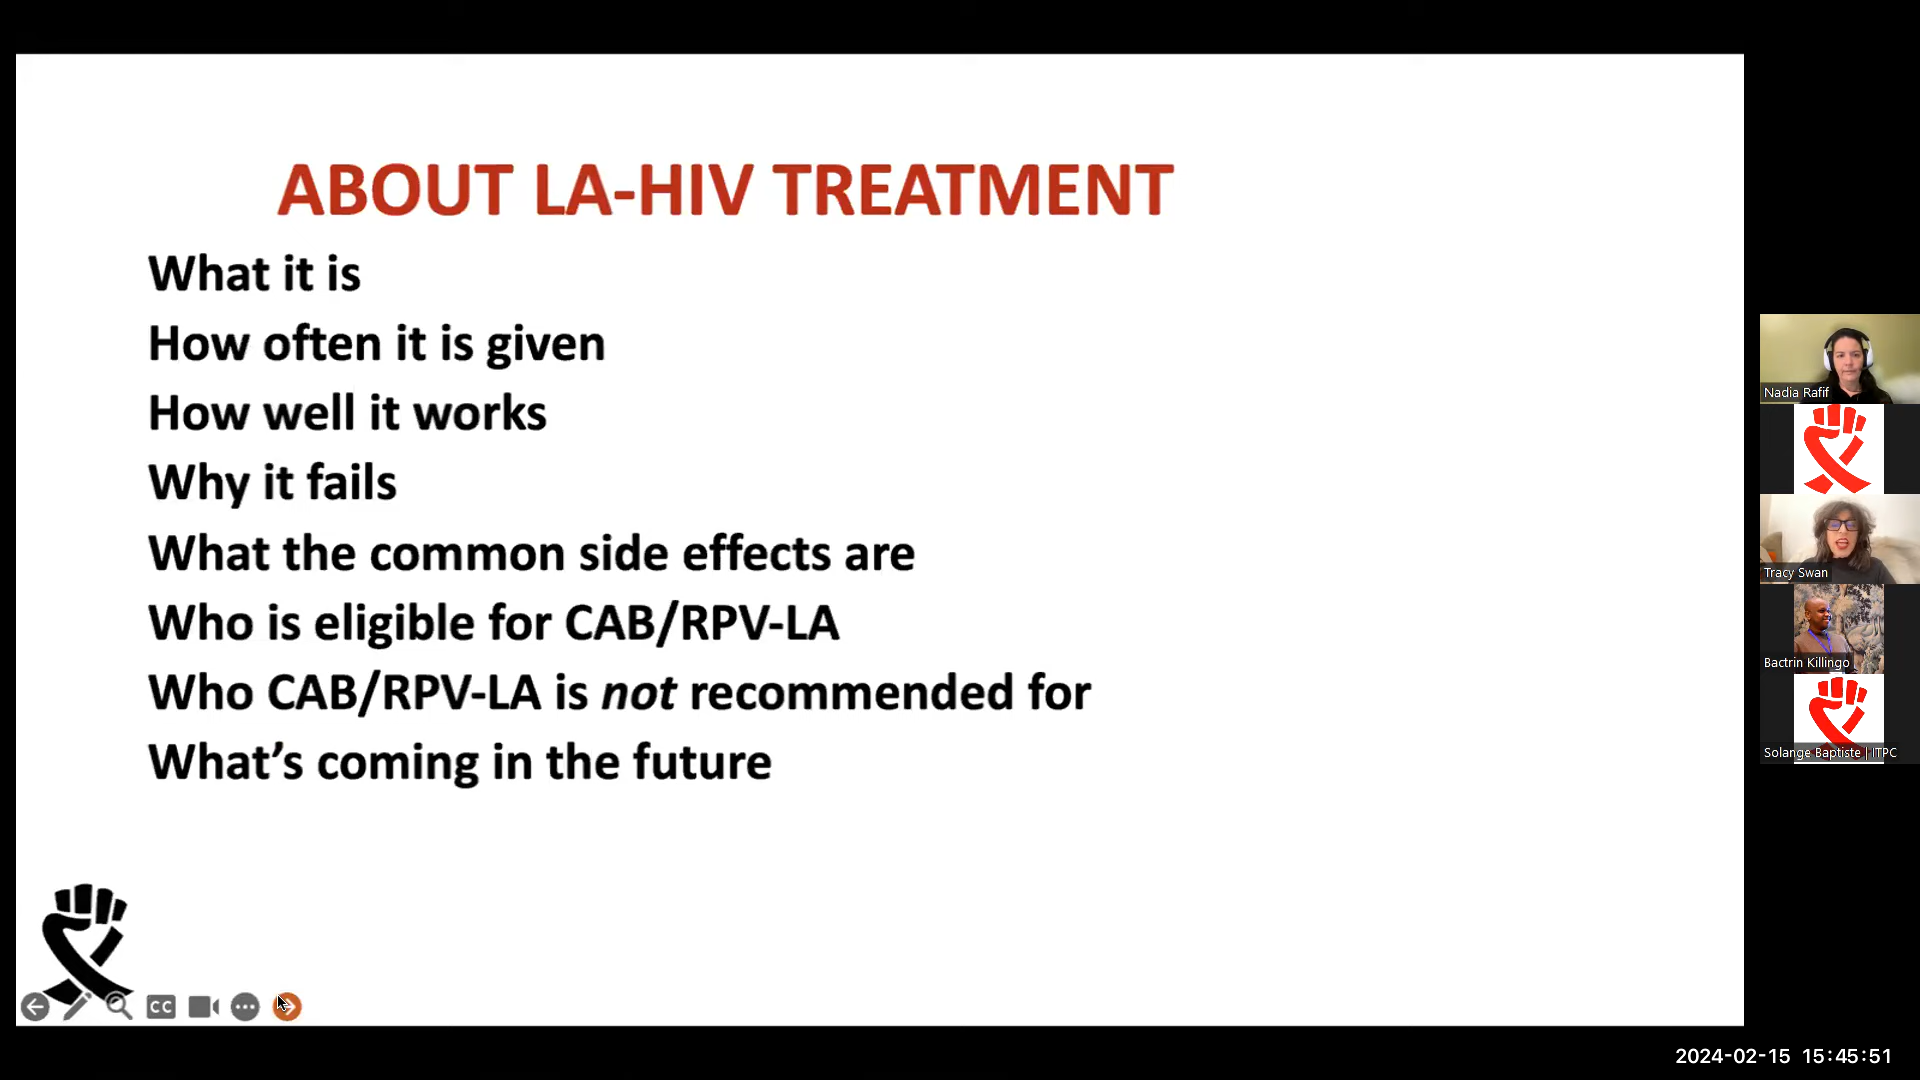 ABOUT LA-HIV TREATMENT
What it is
How often it is given
How well it works
Why it fails
What the common side effects are
Who is eligible for CAB/RPV-LA
Who CAB/RPV-LA is not recommended for
What’s coming in the future
CC
Nadia Rafif
Tracy Swan
Bactrin Killingo
Solange Baptiste | ITPC
2024-02-15 15:45:51